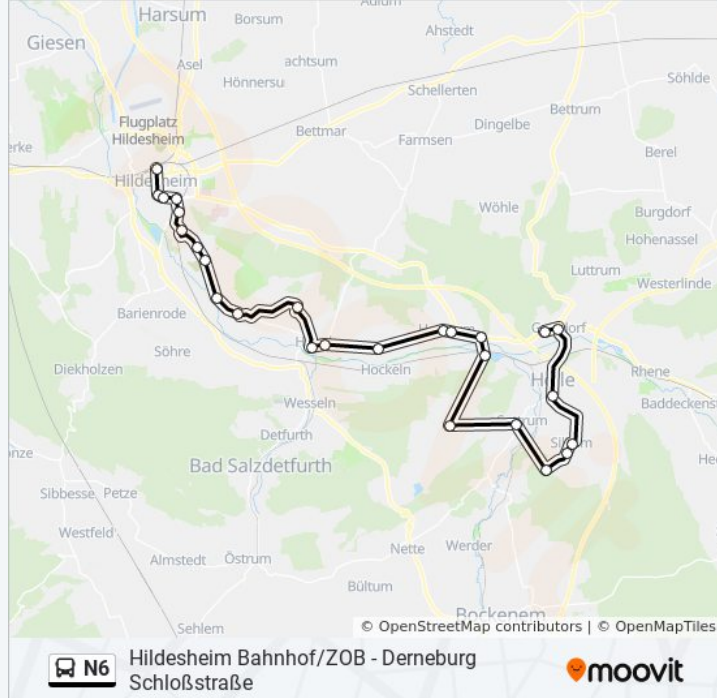 Harsum
Borsum
Ahstedt
Giesen
Asel
achtsum
Hönnersu
Schellerten
Söhlde
Flugplatz
Hildesheim
Bettmar
Dingelbe
Bettrum
Farmsen
Berel
Wöhle
Burgdorf
Hohenassel
Luttrum
Westerlinde
Barienrode
Söhre
Diekholzen
Hockeln
Rhene
Baddeckenst
Wesseln
Detfurth
Bad Salzdetfurth
Sibbesse
Petze
Westfeld
Nette
Werder
Almstedt
Östrum
Bültum
Bockenem
Sehlem
© OpenStreetMap contributors | © OpenMapTiles
N6
Hildesheim Bahnhof/ZOB - Derneburg
Schloßstraße
moovit